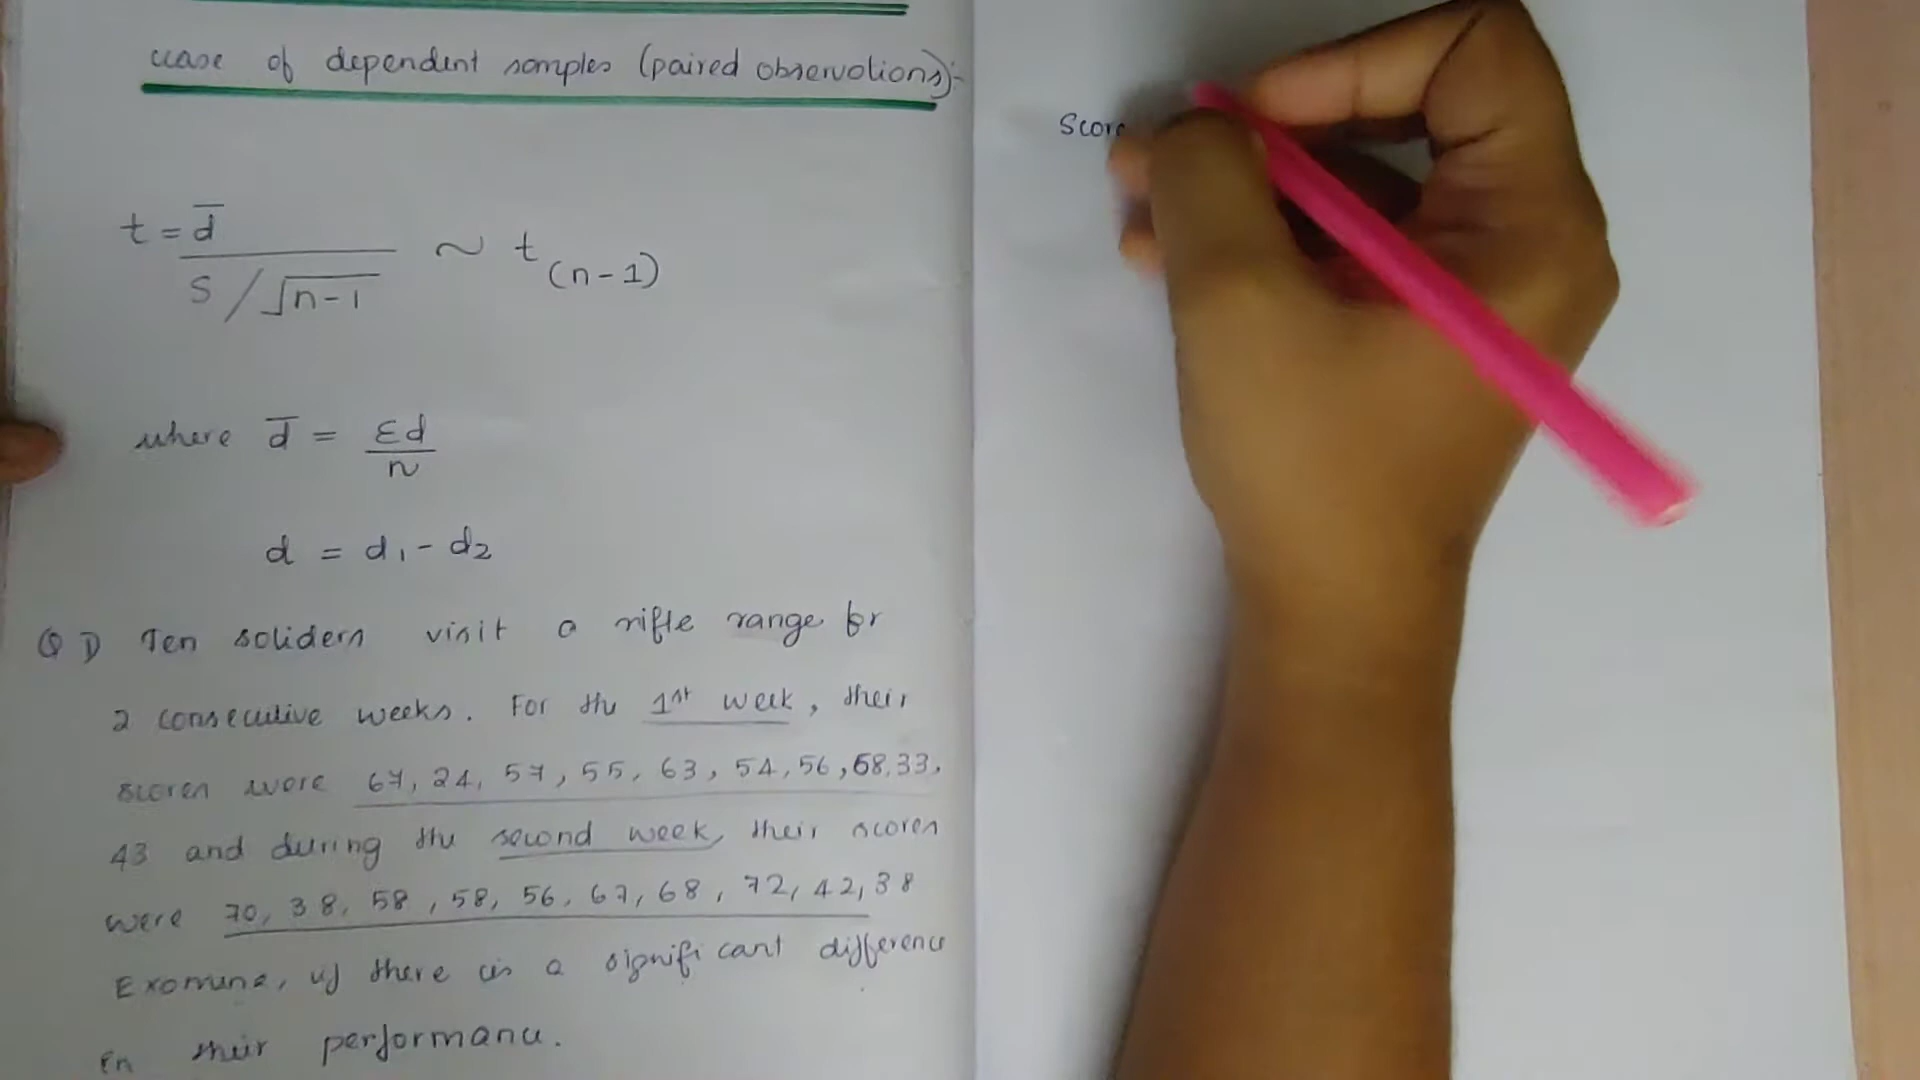 case of dependent samples (paired observations):-
t = d̅ / S/√n-1 ~ t(n-1)
where d̅ = Σd / n
d = d1 - d2
Q 1) Ten soliders visit a rifle range for
2 consecutive weeks. For the 1st week, their
scores were 67, 24, 57, 55, 63, 54, 56, 68, 33,
43 and during the second week, their scores
were 70, 38, 58, 58, 56, 67, 68, 72, 42, 38
Examine, if there is a significant difference
in their performance.
Score